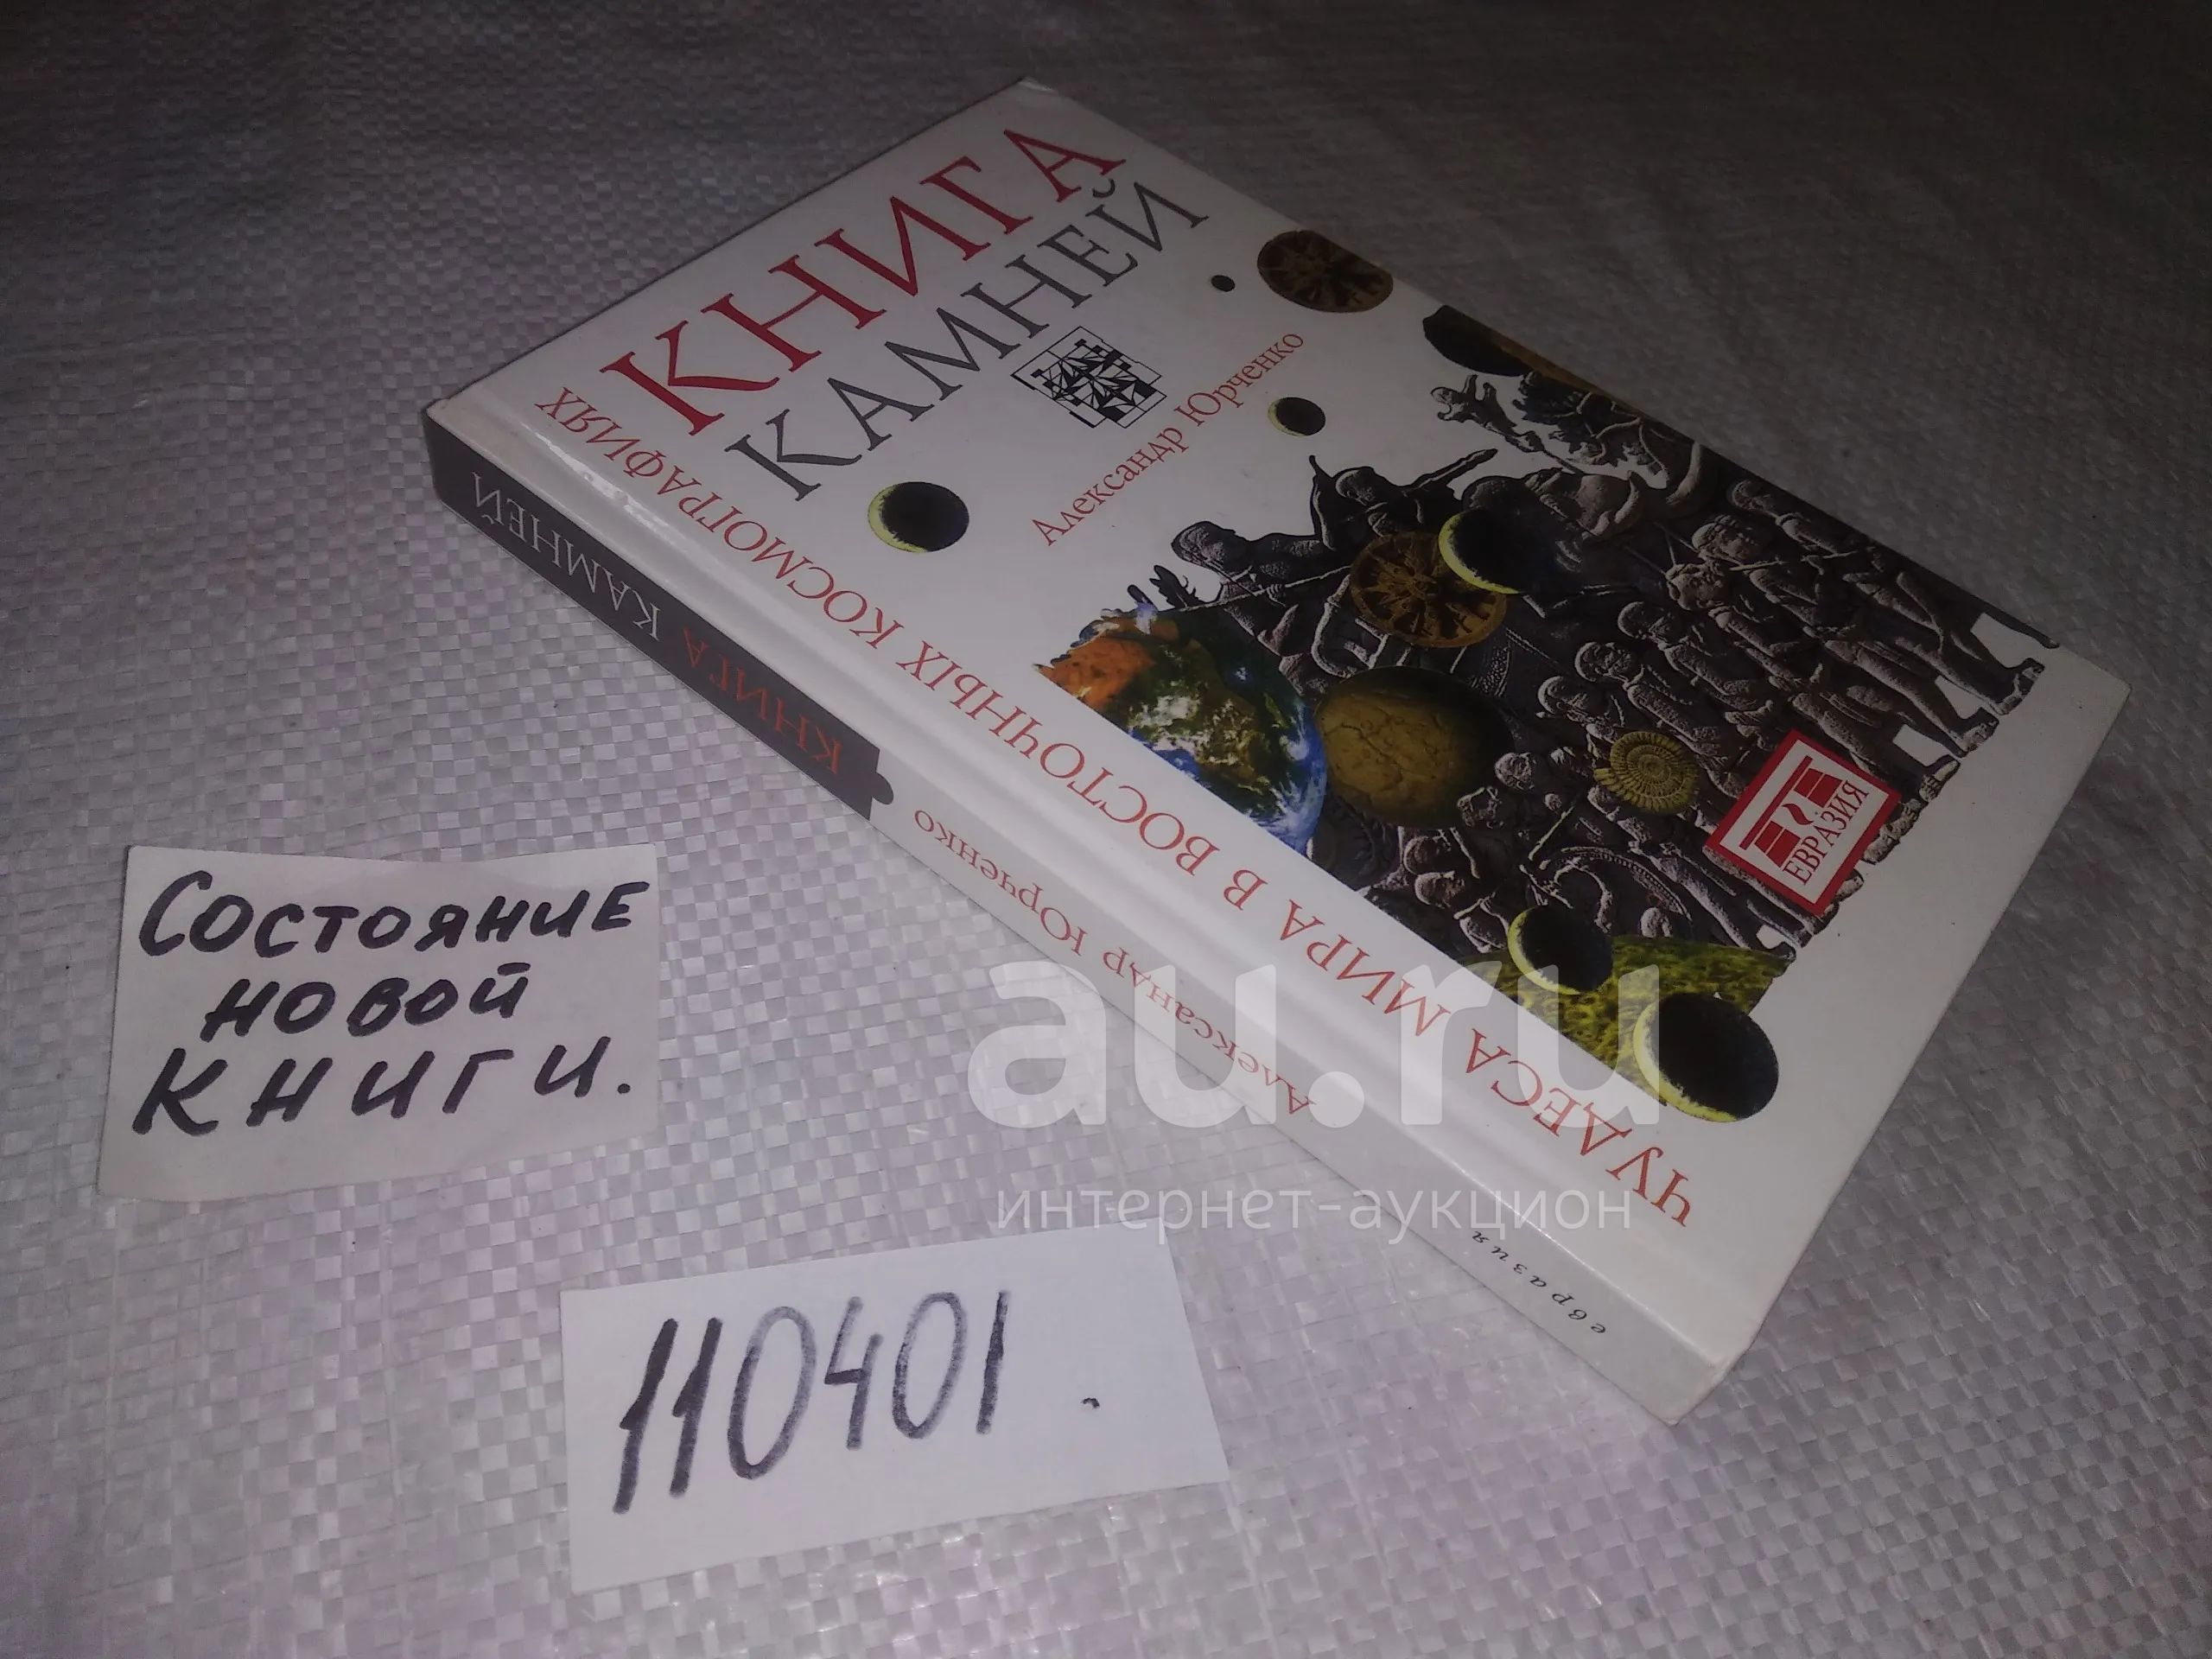 КНИГА
КАМНЕЙ
Александр Юрченко
ЧУДЕСА МИРА В ВОСТОЧНЫХ КОСМОГРАФИЯХ
ЕВРАЗИЯ
Александр Юрченко КНИГА КАМНЕЙ
евразия
Состояние
новой
книги.
110401.
au.ru
интернет-аукцион